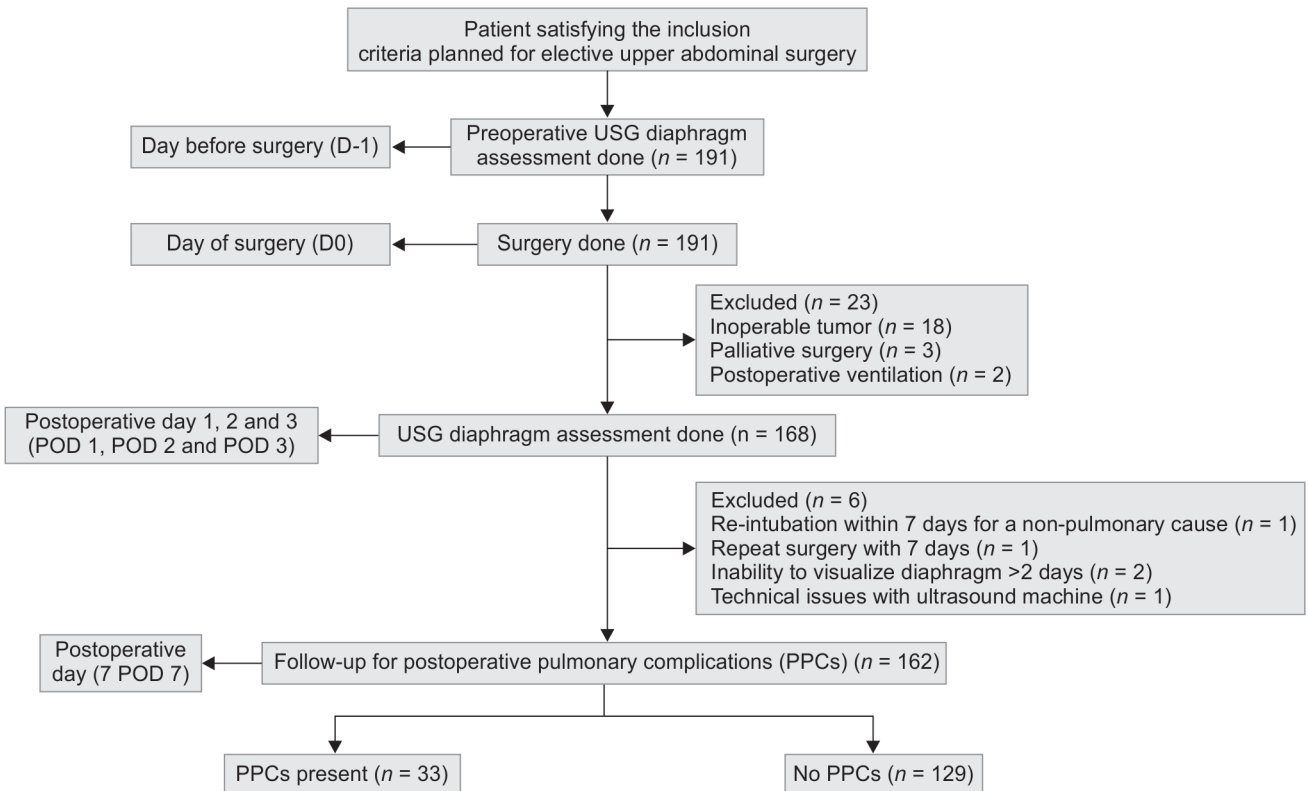 Patient satisfying the inclusion
criteria planned for elective upper abdominal surgery
Day before surgery (D-1)
Preoperative USG diaphragm
assessment done (n = 191)
Day of surgery (D0)
Surgery done (n = 191)
Excluded (n = 23)
Inoperable tumor (n = 18)
Palliative surgery (n = 3)
Postoperative ventilation (n = 2)
Postoperative day 1, 2 and 3
(POD 1, POD 2 and POD 3)
USG diaphragm assessment done (n = 168)
Excluded (n = 6)
Re-intubation within 7 days for a non-pulmonary cause (n = 1)
Repeat surgery with 7 days (n = 1)
Inability to visualize diaphragm >2 days (n = 2)
Technical issues with ultrasound machine (n = 1)
Postoperative
day (7 POD 7)
Follow-up for postoperative pulmonary complications (PPCs) (n = 162)
PPCs present (n = 33)
No PPCs (n = 129)